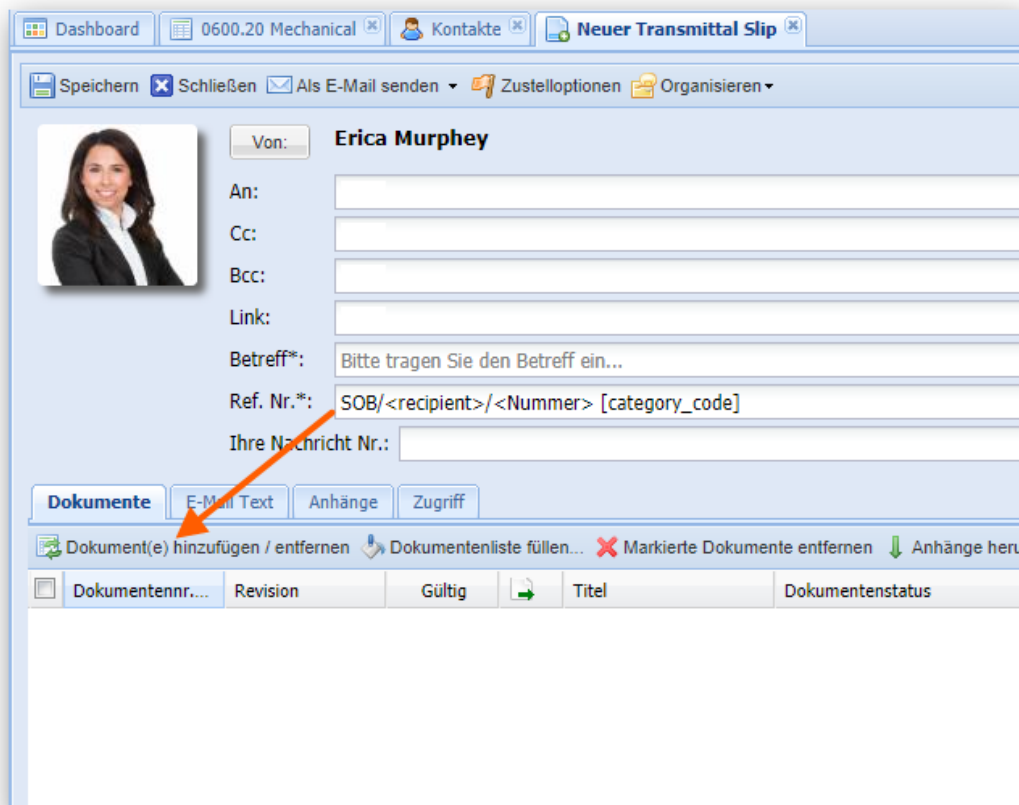 Dashboard 0600.20 Mechanical Kontakte Neuer Transmittal Slip
Speichern Schließen Als E-Mail senden Zustelloptionen Organisieren
Von: Erica Murphey
An:
Cc:
Bcc:
Link:
Betreff*: Bitte tragen Sie den Betreff ein...
Ref. Nr.*: SOB/<recipient>/<Nummer> [category_code]
Ihre Nachricht Nr.:
Dokumente E-Mail Text Anhänge Zugriff
Dokument(e) hinzufügen / entfernen Dokumentenliste füllen... Markierte Dokumente entfernen Anhänge heru
Dokumentennr.... Revision Gültig Titel Dokumentenstatus